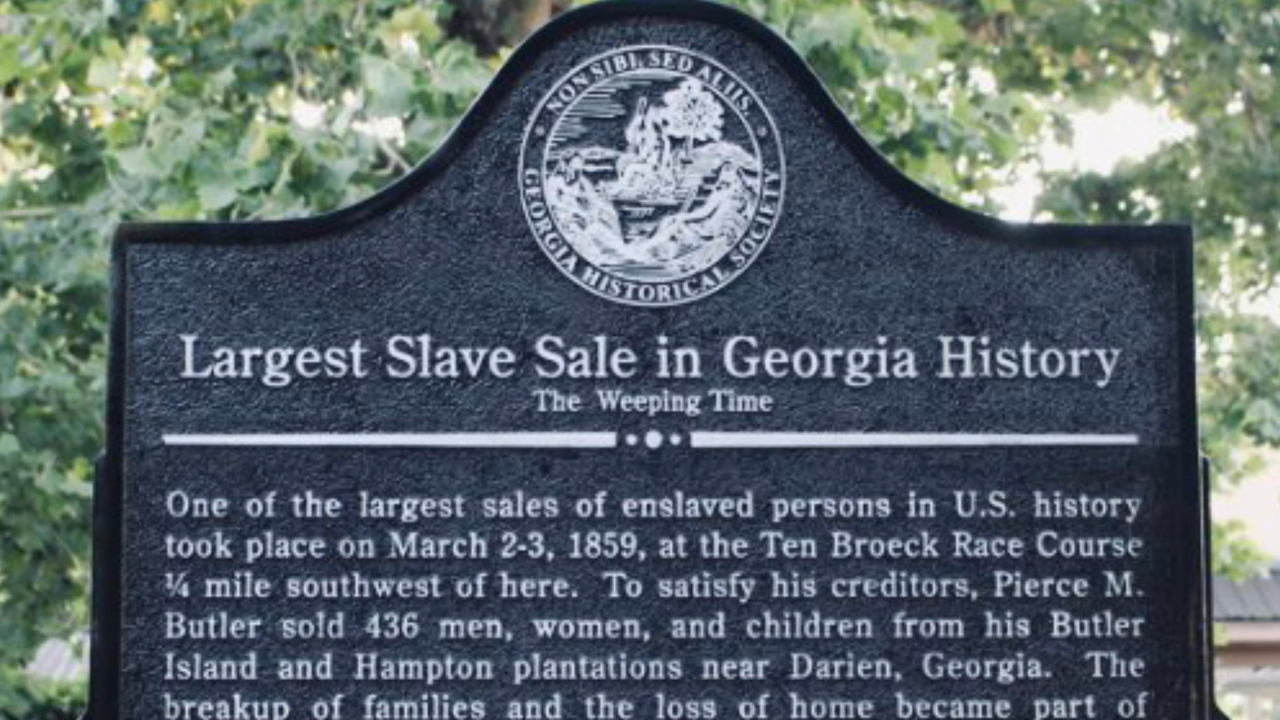 NON SIBI, SED ALIIS.
GEORGIA HISTORICAL SOCIETY
Largest Slave Sale in Georgia History
The Weeping Time
One of the largest sales of enslaved persons in U.S. history
took place on March 2-3, 1859, at the Ten Broeck Race Course
¼ mile southwest of here. To satisfy his creditors, Pierce M.
Butler sold 436 men, women, and children from his Butler
Island and Hampton plantations near Darien, Georgia. The
breakup of families and the loss of home became part of